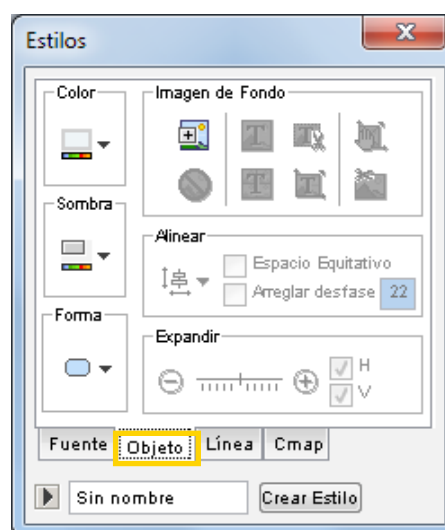 Estilos
Color
Imagen de Fondo
Sombra
Alinear
Espacio Equitativo
Arreglar desfase 22
Forma
Expandir
H
V
Fuente Objeto Línea Cmap
Sin nombre Crear Estilo